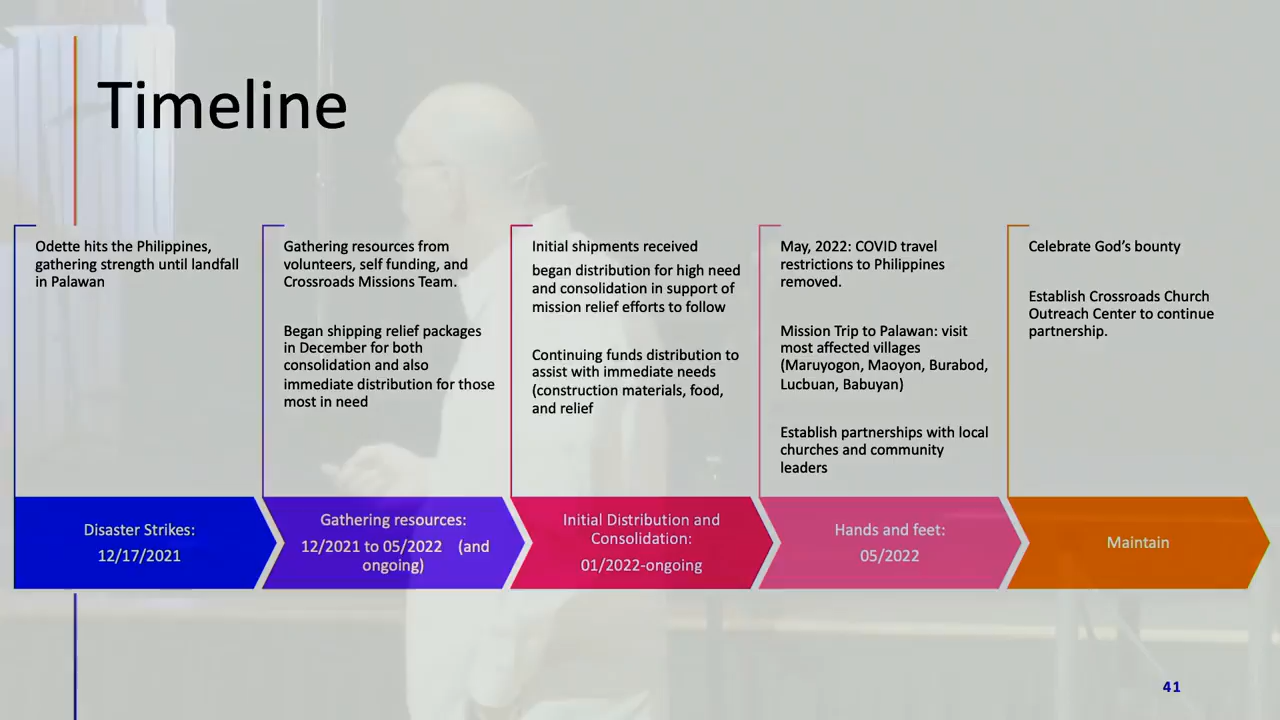 Timeline
Odette hits the Philippines,
gathering strength until landfall
in Palawan
Gathering resources from
volunteers, self funding, and
Crossroads Missions Team.
Began shipping relief packages
in December for both
consolidation and also
immediate distribution for those
most in need
Initial shipments received
began distribution for high need
and consolidation in support of
mission relief efforts to follow
Continuing funds distribution to
assist with immediate needs
(construction materials, food,
and relief
May, 2022: COVID travel
restrictions to Philippines
removed.
Mission Trip to Palawan: visit
most affected villages
(Maruyogon, Maoyon, Burabod,
Lucbuan, Babuyan)
Establish partnerships with local
churches and community
leaders
Celebrate God’s bounty
Establish Crossroads Church
Outreach Center to continue
partnership.
Disaster Strikes:
12/17/2021
Gathering resources:
12/2021 to 05/2022 (and
ongoing)
Initial Distribution and
Consolidation:
01/2022-ongoing
Hands and feet:
05/2022
Maintain
41